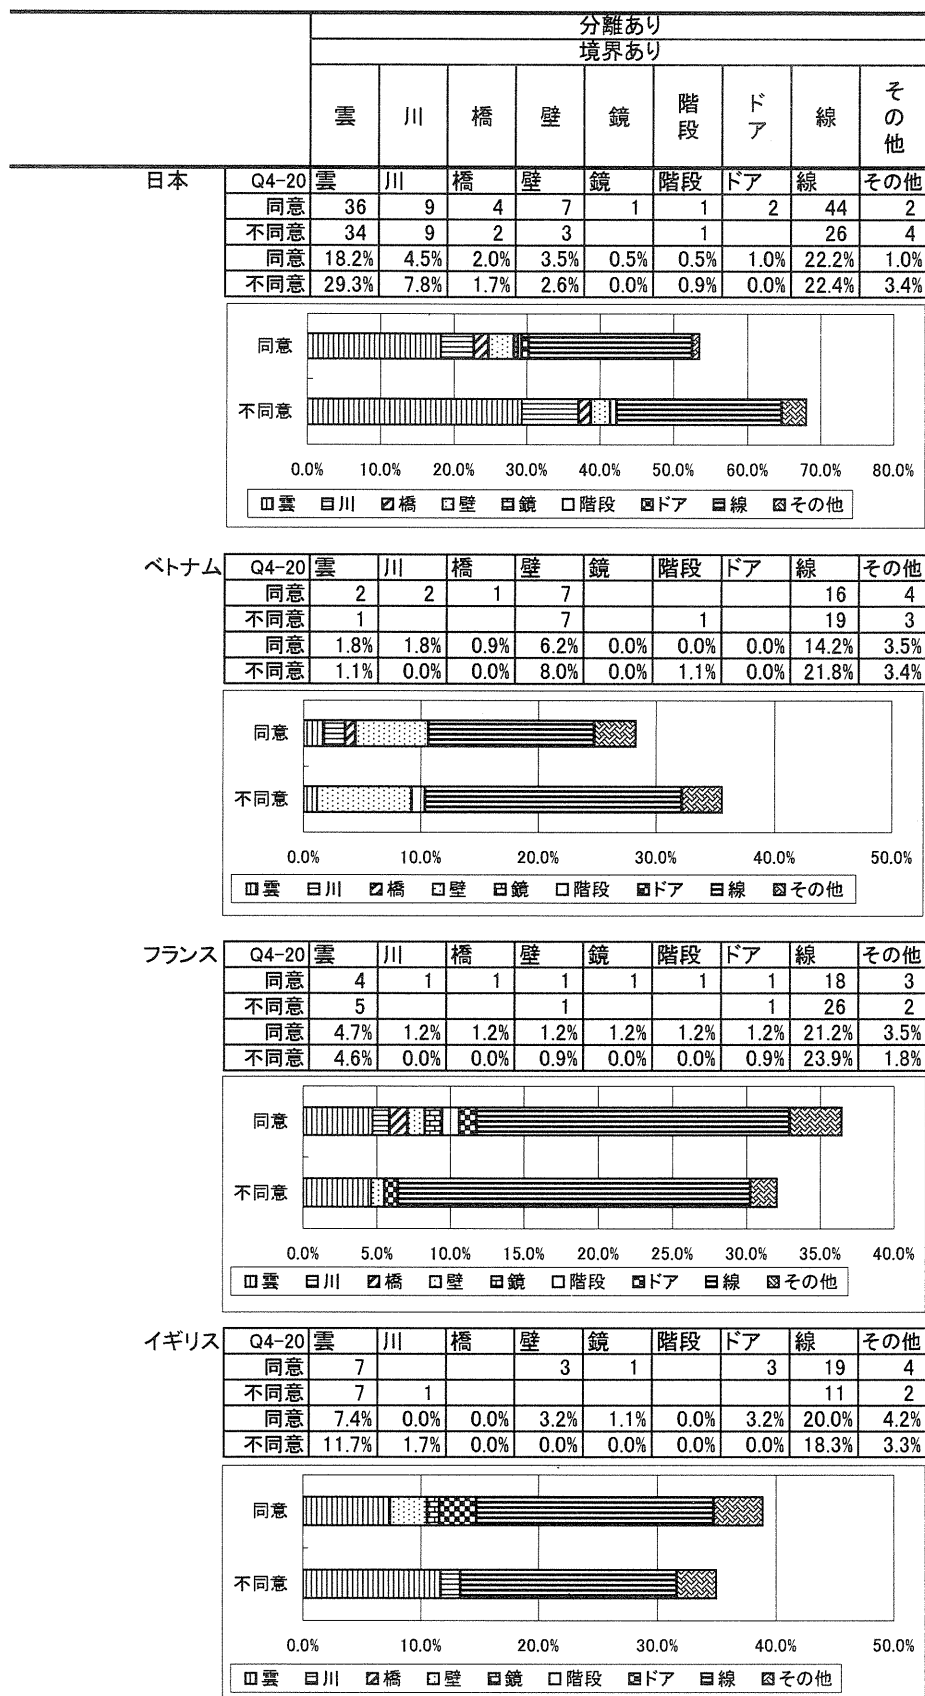 分離あり
境界あり
雲 川 橋 壁 鏡 階段 ドア 線 その他
日本 Q4-20 雲 川 橋 壁 鏡 階段 ドア 線 その他
同意 36 9 4 7 1 1 2 44 2
不同意 34 9 2 3 1 26 4
同意 18.2% 4.5% 2.0% 3.5% 0.5% 0.5% 1.0% 22.2% 1.0%
不同意 29.3% 7.8% 1.7% 2.6% 0.0% 0.9% 0.0% 22.4% 3.4%
同意
不同意
0.0% 10.0% 20.0% 30.0% 40.0% 50.0% 60.0% 70.0% 80.0%
雲 川 橋 壁 鏡 階段 ドア 線 その他
ベトナム Q4-20 雲 川 橋 壁 鏡 階段 ドア 線 その他
同意 2 2 1 7 16 4
不同意 1 7 1 19 3
同意 1.8% 1.8% 0.9% 6.2% 0.0% 0.0% 0.0% 14.2% 3.5%
不同意 1.1% 0.0% 0.0% 8.0% 0.0% 1.1% 0.0% 21.8% 3.4%
同意
不同意
0.0% 10.0% 20.0% 30.0% 40.0% 50.0%
雲 川 橋 壁 鏡 階段 ドア 線 その他
フランス Q4-20 雲 川 橋 壁 鏡 階段 ドア 線 その他
同意 4 1 1 1 1 1 1 18 3
不同意 5 1 1 26 2
同意 4.7% 1.2% 1.2% 1.2% 1.2% 1.2% 1.2% 21.2% 3.5%
不同意 4.6% 0.0% 0.0% 0.9% 0.0% 0.0% 0.9% 23.9% 1.8%
同意
不同意
0.0% 5.0% 10.0% 15.0% 20.0% 25.0% 30.0% 35.0% 40.0%
雲 川 橋 壁 鏡 階段 ドア 線 その他
イギリス Q4-20 雲 川 橋 壁 鏡 階段 ドア 線 その他
同意 7 3 1 3 19 4
不同意 7 1 11 2
同意 7.4% 0.0% 0.0% 3.2% 1.1% 0.0% 3.2% 20.0% 4.2%
不同意 11.7% 1.7% 0.0% 0.0% 0.0% 0.0% 0.0% 18.3% 3.3%
同意
不同意
0.0% 10.0% 20.0% 30.0% 40.0% 50.0%
雲 川 橋 壁 鏡 階段 ドア 線 その他